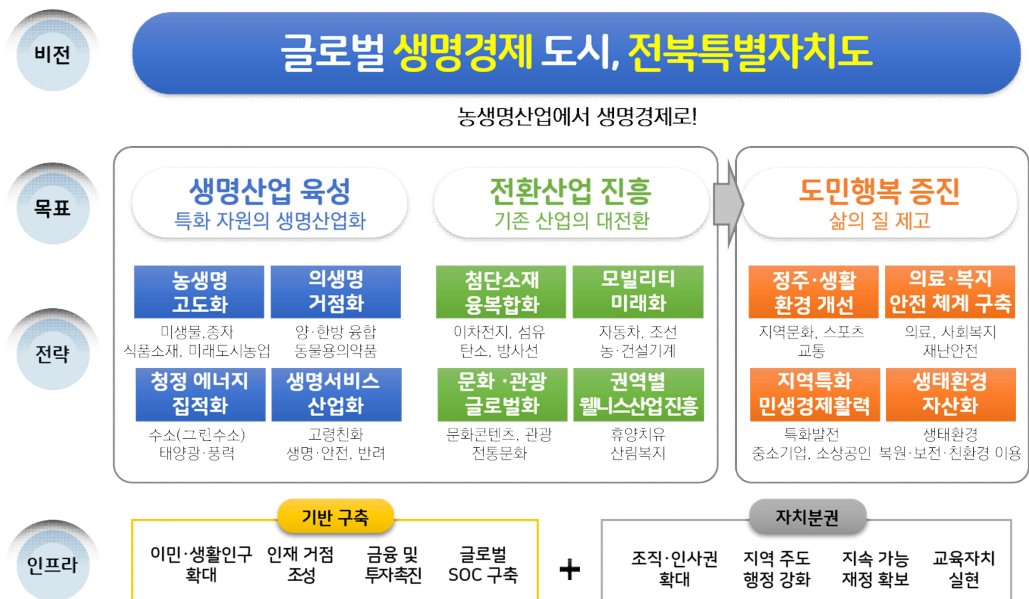 비전
글로벌 생명경제 도시, 전북특별자치도
농생명산업에서 생명경제로!
목표
생명산업 육성
특화 자원의 생명산업화
전환산업 진흥
기존 산업의 대전환
도민행복 증진
삶의 질 제고
전략
농생명
고도화
미생물,종자
식품소재, 미래도시농업
의생명
거점화
양·한방 융합
동물용의약품
청정 에너지
집적화
수소(그린수소)
태양광·풍력
생명서비스
산업화
고령친화
생명·안전, 반려
첨단소재
융복합화
이차전지, 섬유
탄소, 방사선
모빌리티
미래화
자동차, 조선
농·건설기계
문화 ·관광
글로벌화
문화콘텐츠, 관광
전통문화
권역별
웰니스산업진흥
휴양치유
산림복지
정주·생활
환경 개선
지역문화, 스포츠
교통
의료·복지
안전 체계 구축
의료, 사회복지
재난안전
지역특화
민생경제활력
특화발전
중소기업, 소상공인
생태환경
자산화
생태환경
복원·보전·친환경 이용
인프라
기반 구축
이민·생활인구
확대
인재 거점
조성
금융 및
투자촉진
글로벌
SOC 구축
+
자치분권
조직·인사권
확대
지역 주도
행정 강화
지속 가능
재정 확보
교육자치
실현